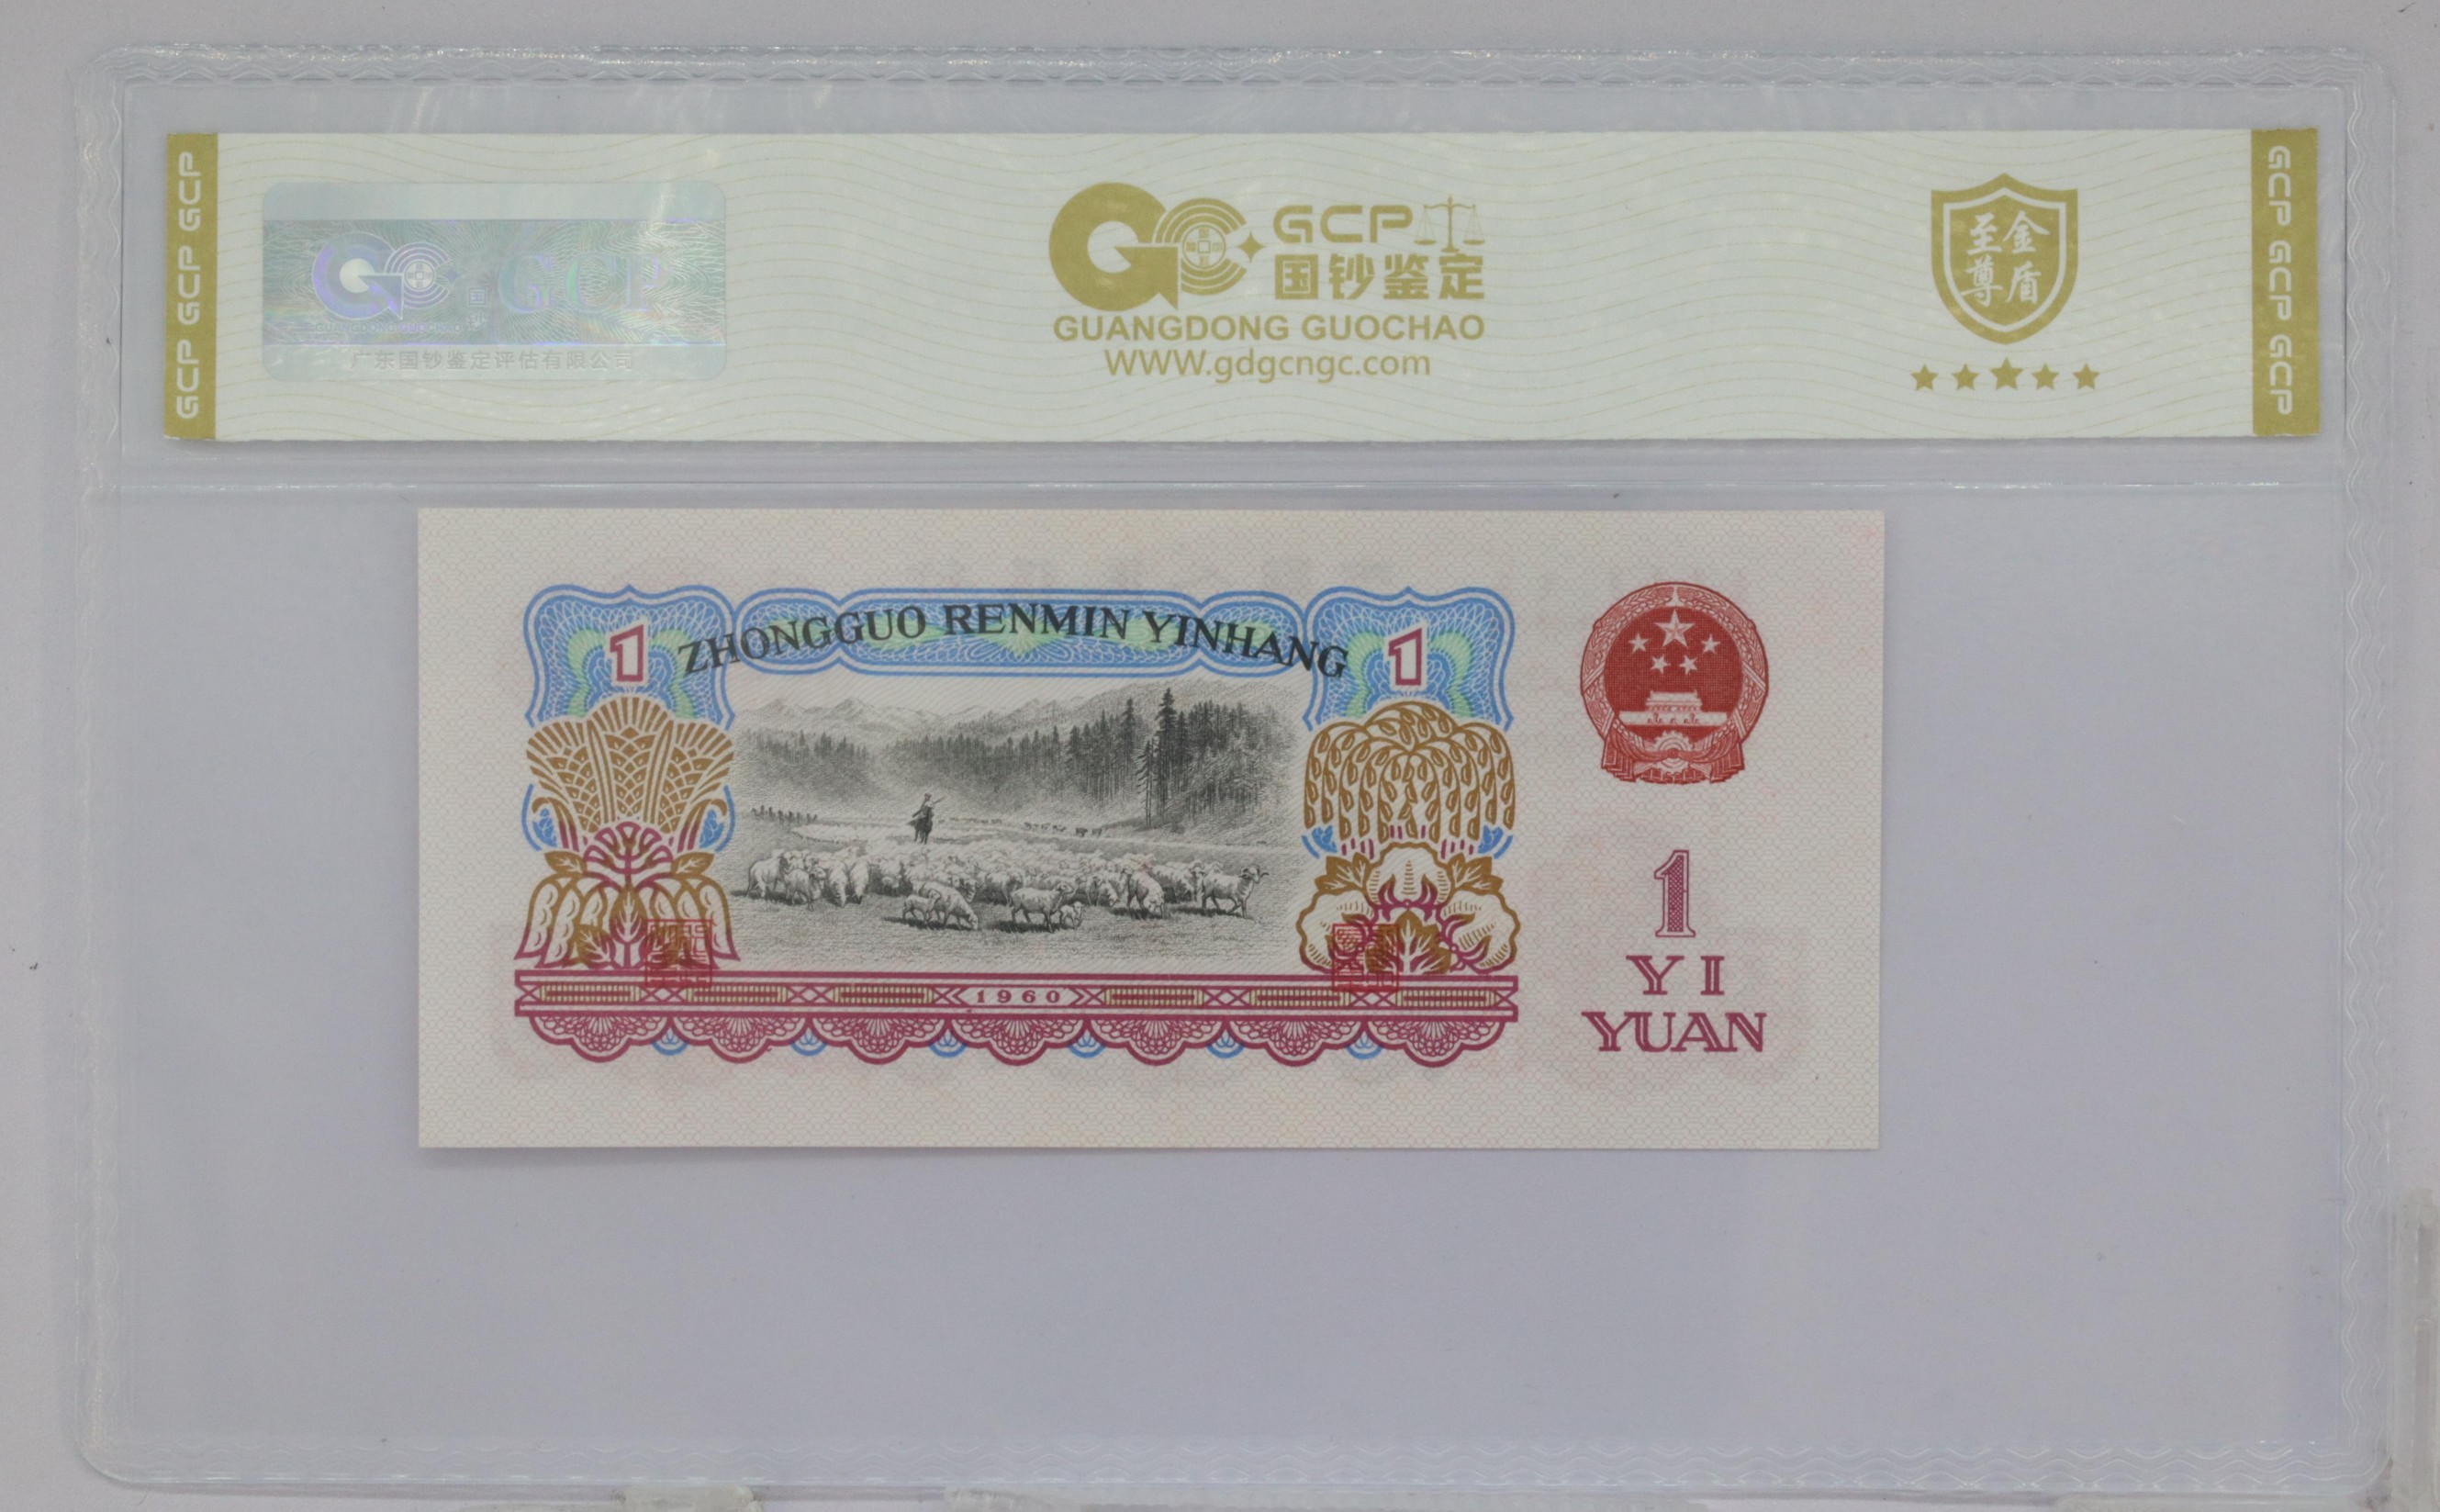 GCP GCP GCP
GCP
GUANGDONG GUOCHAO
广东国钞鉴定评估有限公司
GCP
国钞鉴定
GUANGDONG GUOCHAO
WWW.gdgcngc.com
至尊金盾
GCP GCP GCP
ZHONGGUO RENMIN YINHANG
1
1
1960
1
YI
YUAN